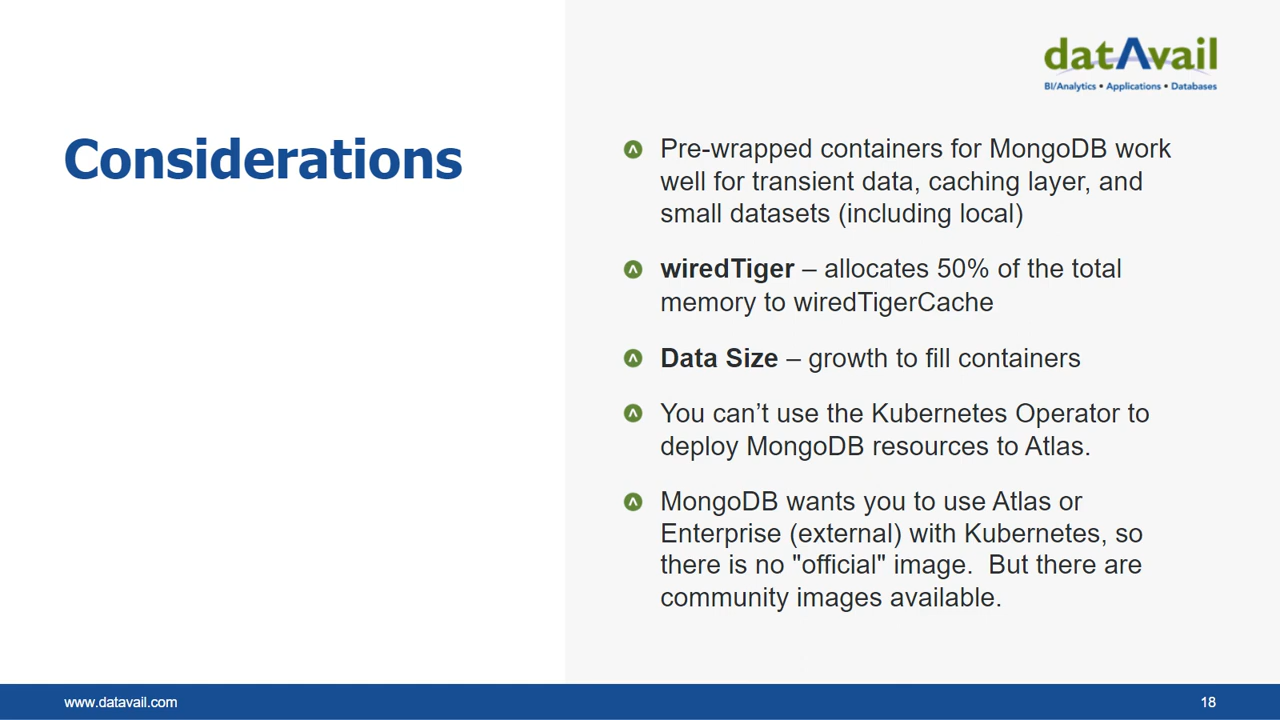 datAvail
BI/Analytics • Applications • Databases
Considerations
Pre-wrapped containers for MongoDB work
well for transient data, caching layer, and
small datasets (including local)
wiredTiger – allocates 50% of the total
memory to wiredTigerCache
Data Size – growth to fill containers
You can’t use the Kubernetes Operator to
deploy MongoDB resources to Atlas.
MongoDB wants you to use Atlas or
Enterprise (external) with Kubernetes, so
there is no "official" image.  But there are
community images available.
www.datavail.com
18